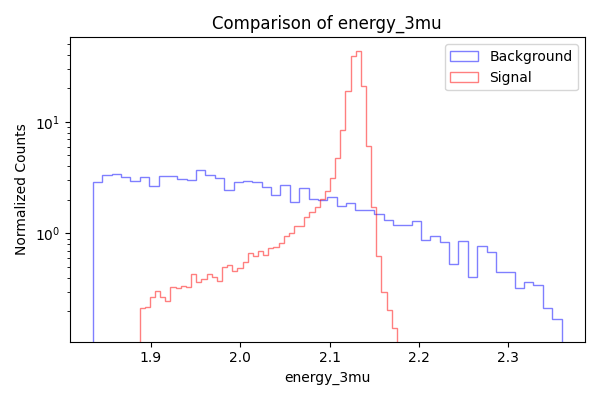 Comparison of energy_3mu
Background
Signal
Normalized Counts
10¹
10⁰
1.9
2.0
2.1
2.2
2.3
energy_3mu